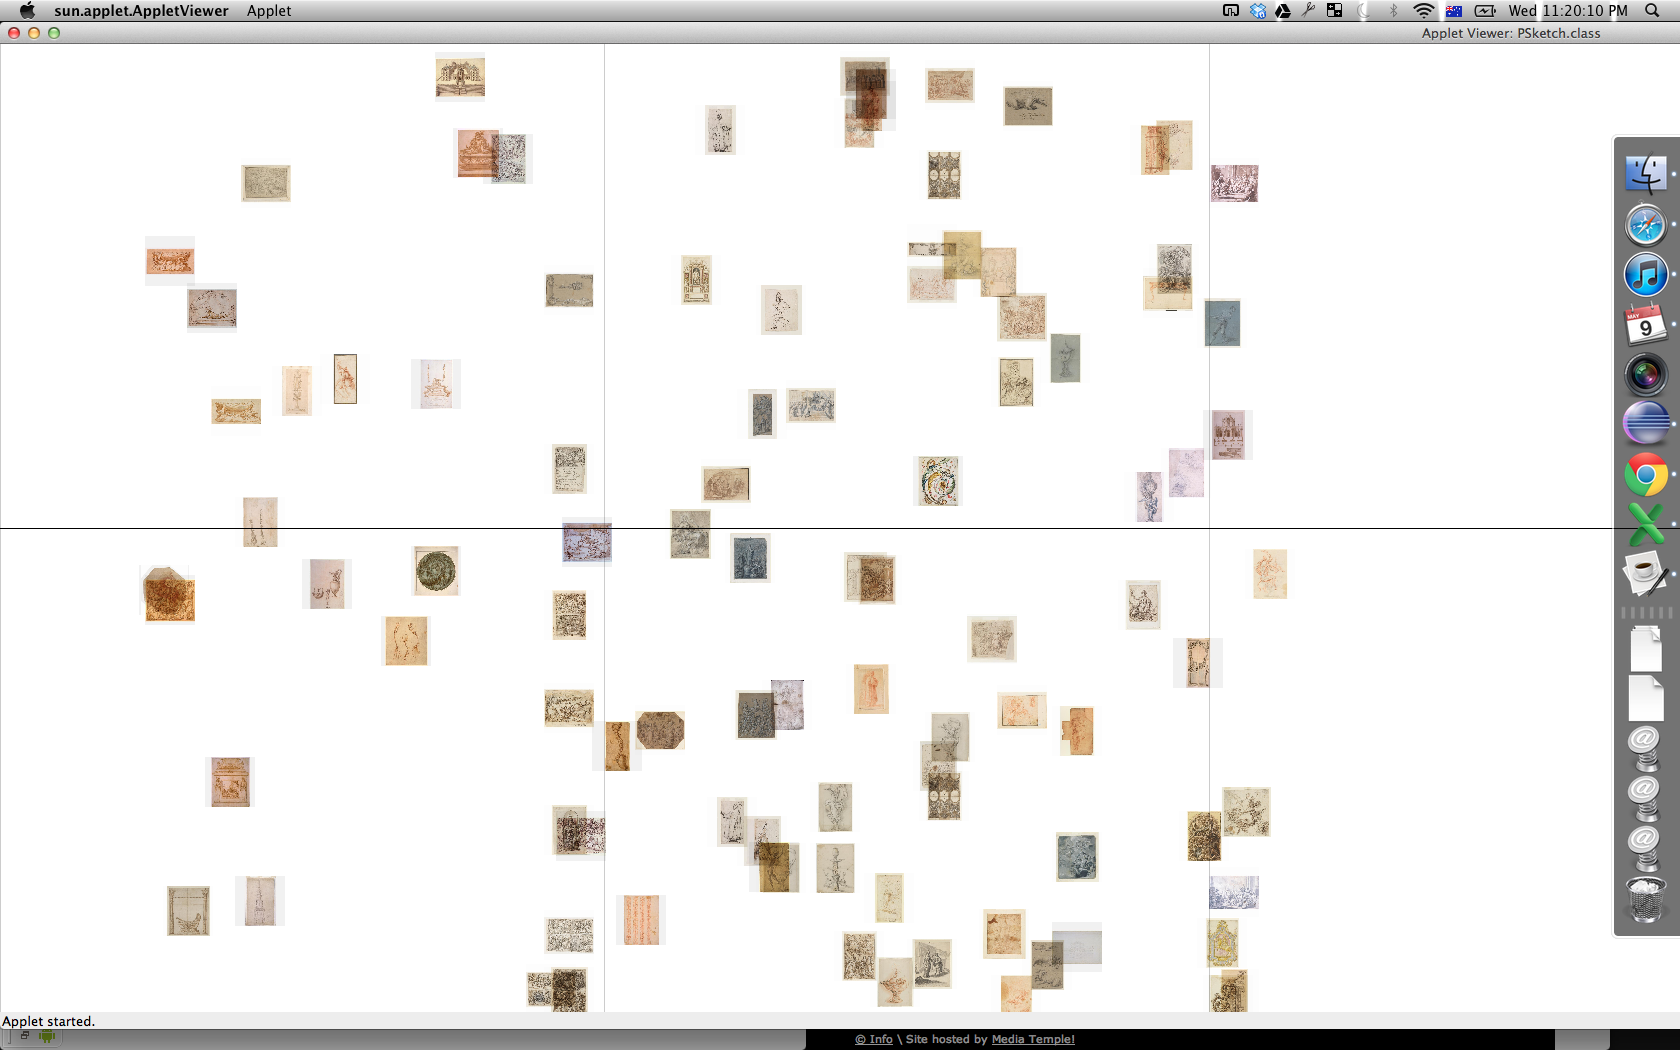 sun.applet.AppletViewer Applet
Wed 11:20:10 PM
Applet Viewer: PSketch.class
MAY
9
Applet started.
© Info \ Site hosted by Media Temple!